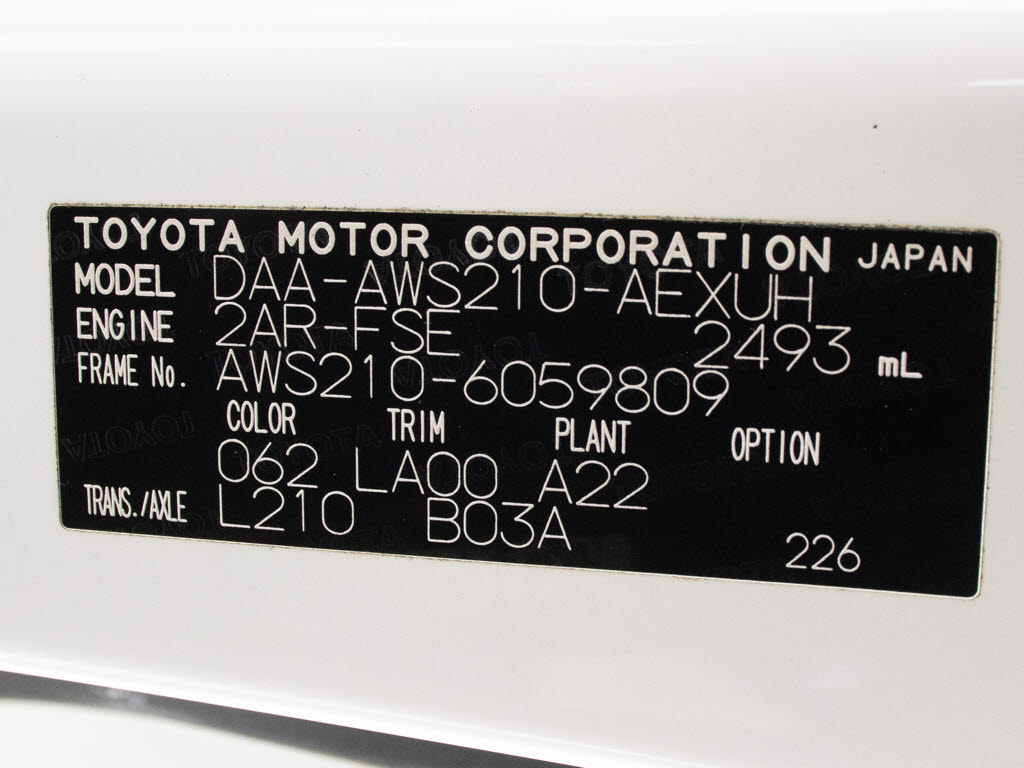 TOYOTA MOTOR CORPORATION JAPAN
MODEL DAA-AWS210-AEXUH
ENGINE 2AR-FSE 2493 mL
FRAME No. AWS210-6059809
COLOR TRIM PLANT OPTION
062 LA00 A22
TRANS./AXLE L210 B03A
226